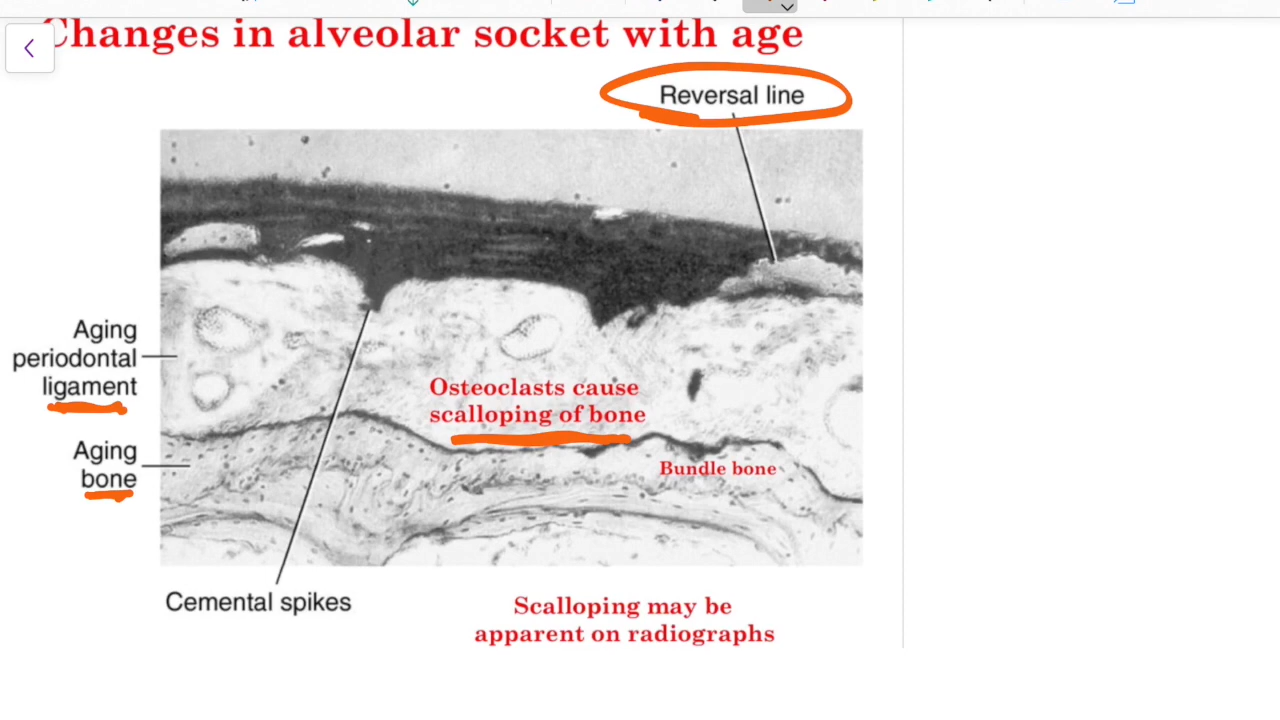 Changes in alveolar socket with age
Reversal line
Aging
periodontal
ligament
Osteoclasts cause
scalloping of bone
Aging
bone
Bundle bone
Cemental spikes
Scalloping may be
apparent on radiographs